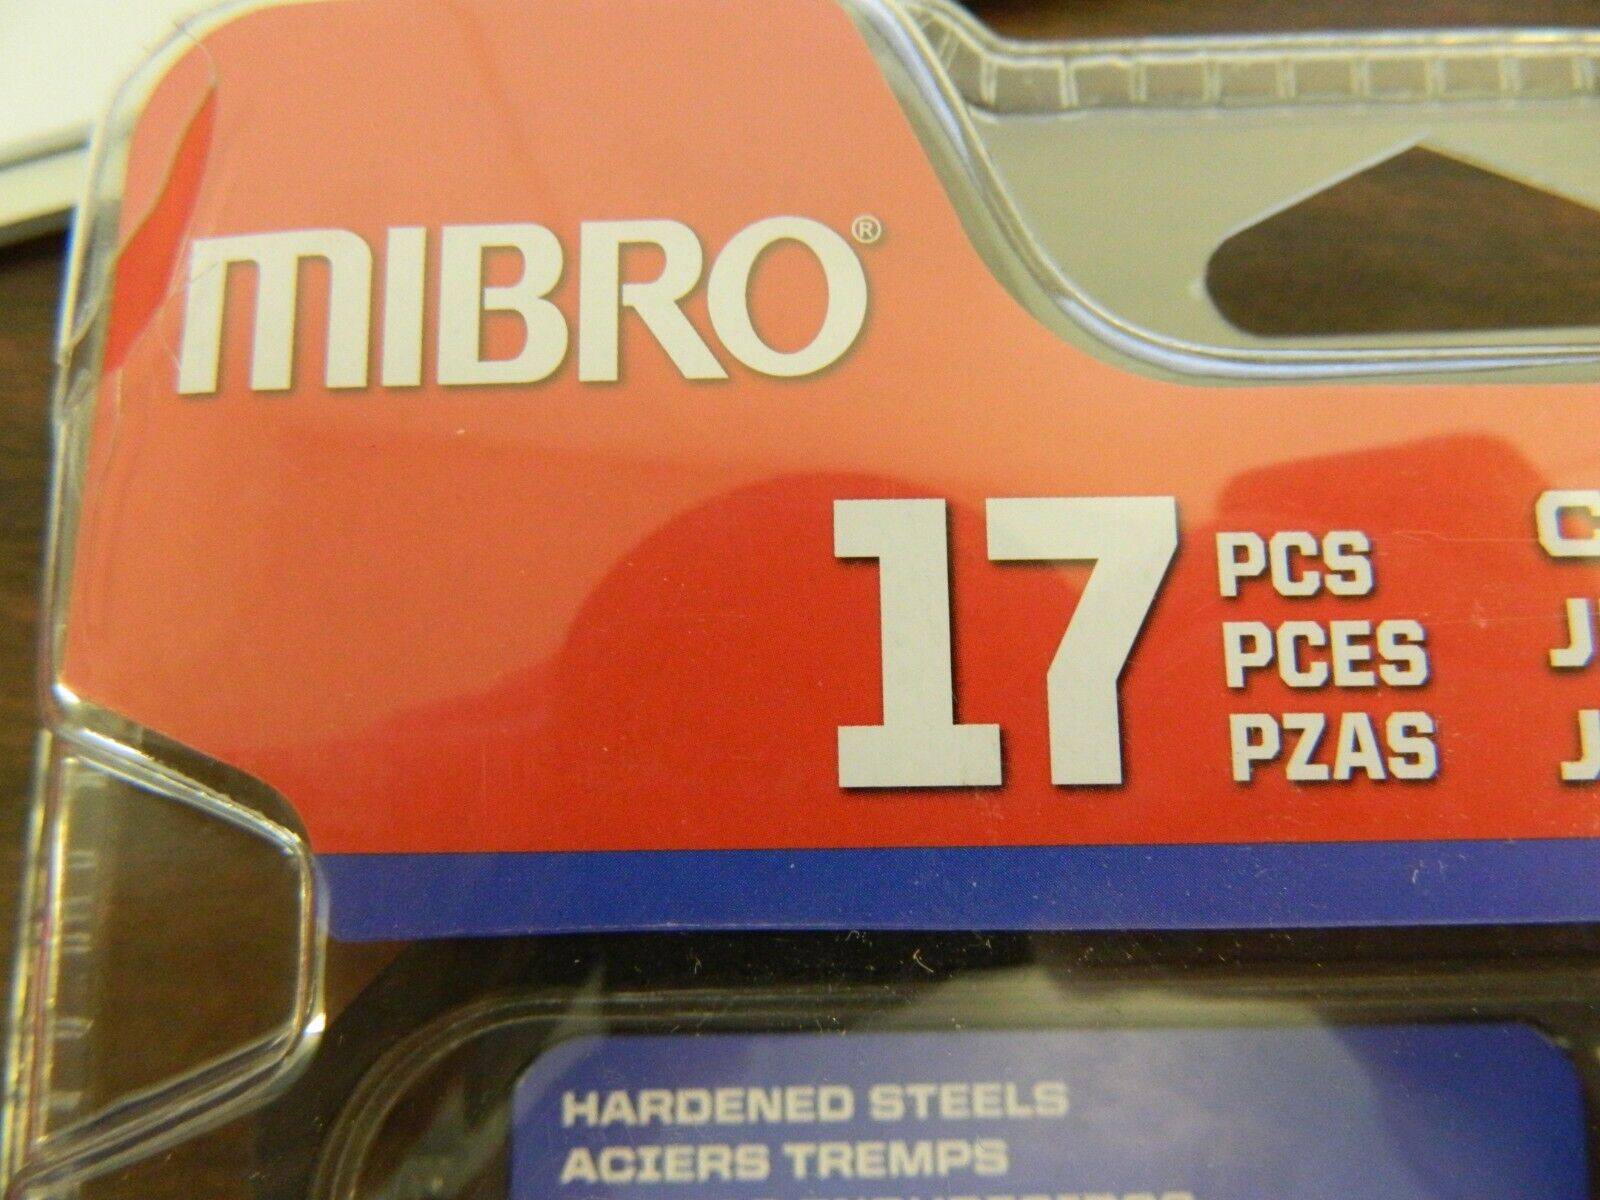 MIBRO®
17 PCS
PCES
PZAS
HARDENED STEELS
ACIERS TREMPS